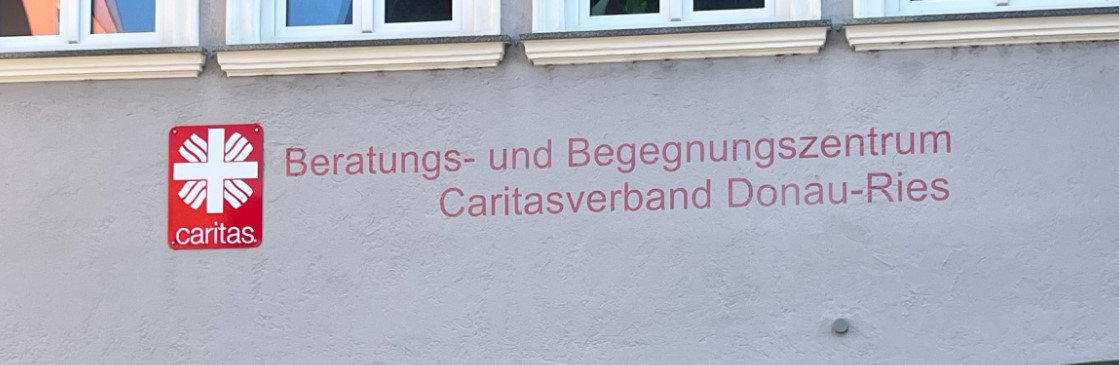 caritas
Beratungs- und Begegnungszentrum
Caritasverband Donau-Ries